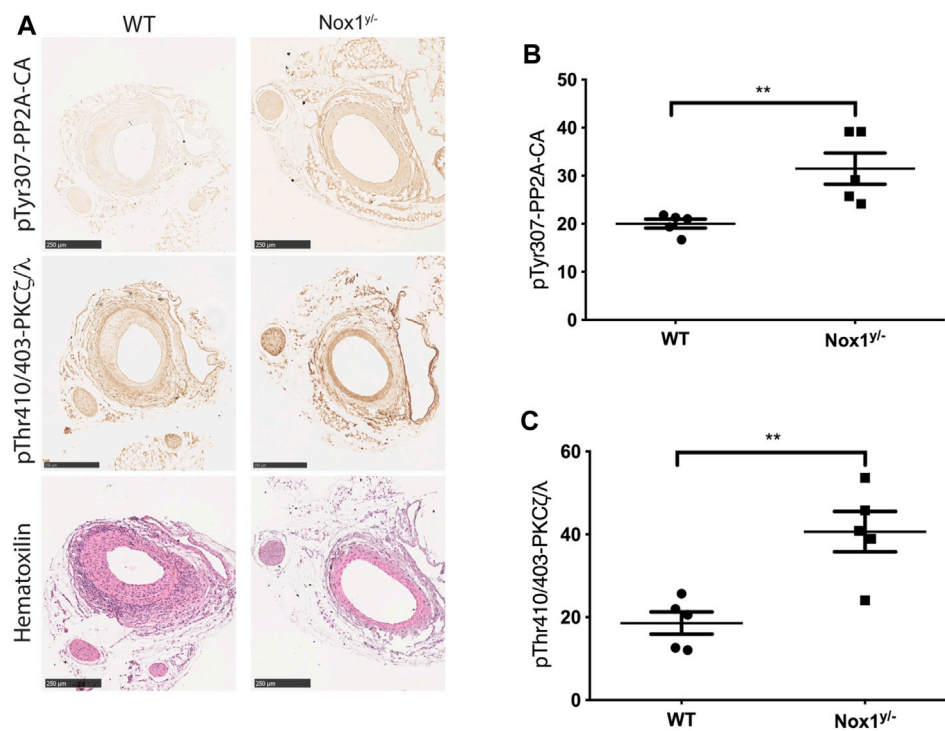 A
WT
Nox1y/-
pTyr307-PP2A-CA
250 µm
250 µm
pThr410/403-PKCζ/λ
Hematoxilin
250 µm
250 µm
B
pTyr307-PP2A-CA
50
40
30
20
10
0
**
WT
Nox1y/-
C
pThr410/403-PKCζ/λ
60
40
20
0
**
WT
Nox1y/-